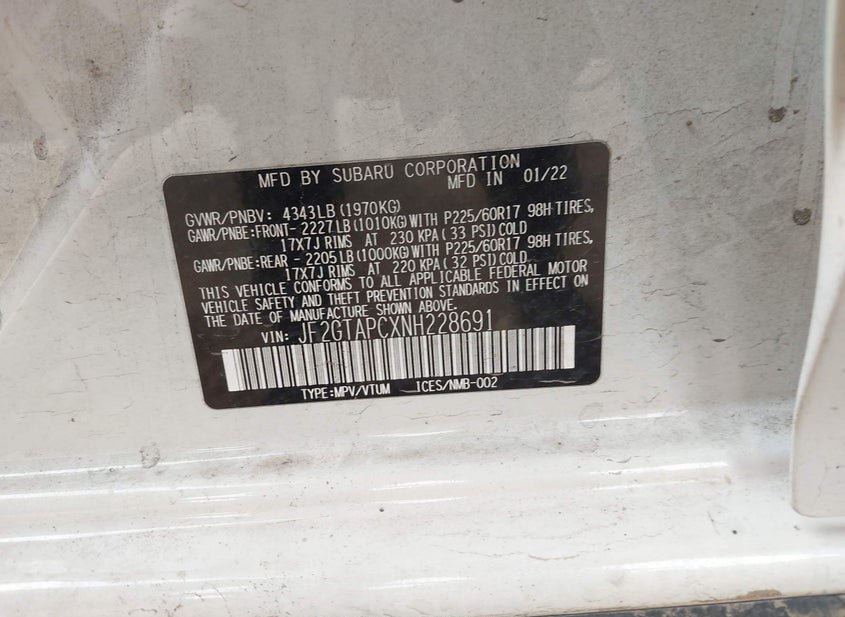 MFD BY SUBARU CORPORATION
MFD IN 01/22
GVWR/PNBV: 4343LB(1970KG)
GAWR/PNBE:FRONT- 2227LB(1010KG)WITH P225/60R17 98H TIRES,
17X7J RIMS AT 230 KPA( 33 PSI)COLD
GAWR/PNBE:REAR - 2205LB(1000KG)WITH P225/60R17 98H TIRES,
17X7J RIMS AT 220 KPA( 32 PSI)COLD.
THIS VEHICLE CONFORMS TO ALL APPLICABLE FEDERAL MOTOR
VEHICLE SAFETY AND THEFT PREVENTION STANDARDS IN EFFECT ON
THE DATE OF MANUFACTURE SHOWN ABOVE.
VIN: JF2GTAPCXNH228691
TYPE:MPV/VTUM ICES/NMB-002